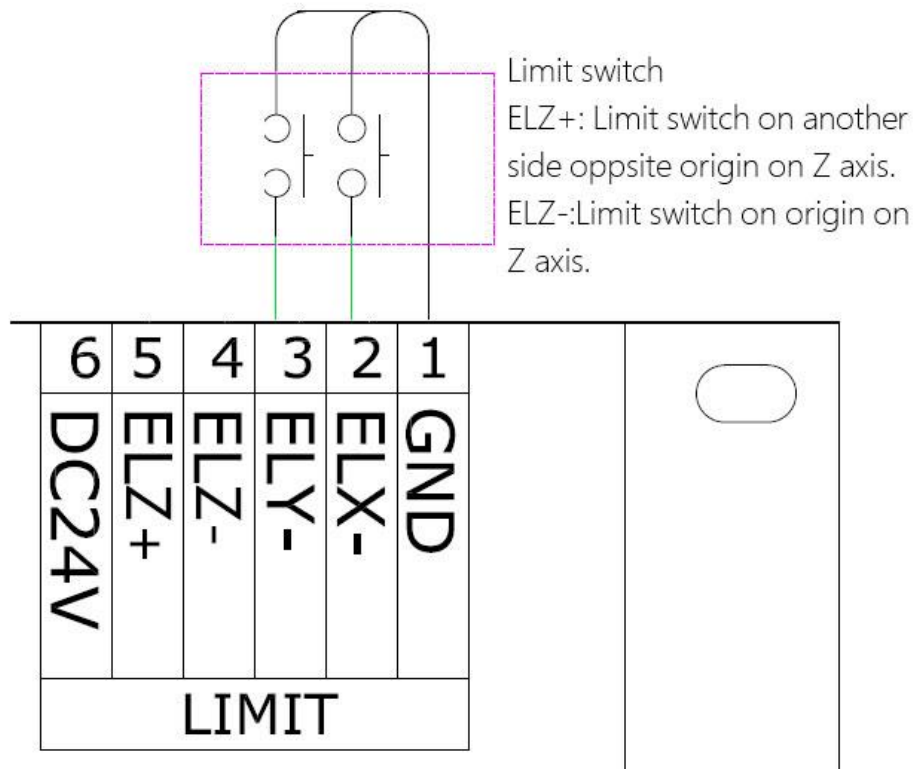 Limit switch
ELZ+: Limit switch on another
side oppsite origin on Z axis.
ELZ-:Limit switch on origin on
Z axis.
6 5 4 3 2 1
DC24V ELZ+ ELZ- ELY- ELX- GND
LIMIT